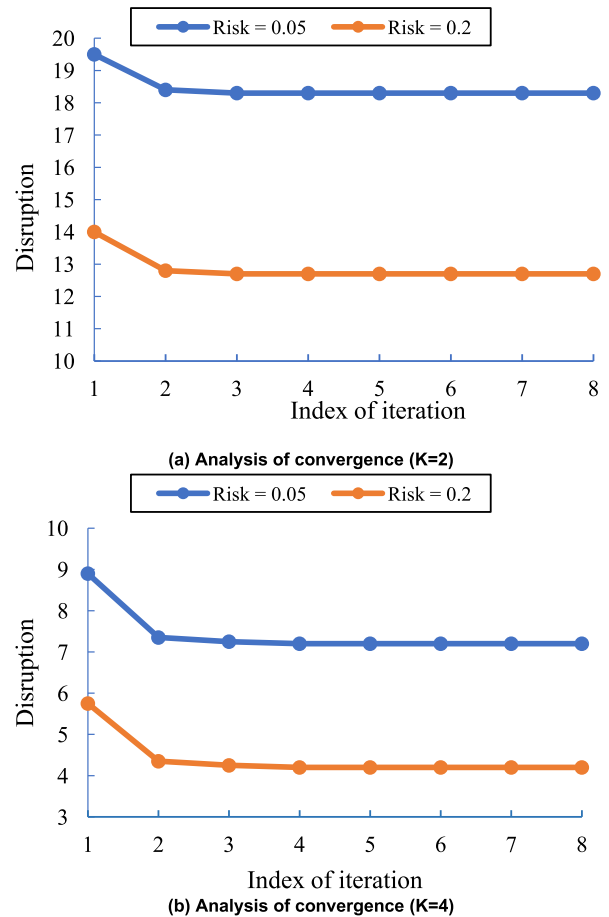 Risk = 0.05 Risk = 0.2
20
19
18
17
16
15
14
13
12
11
10
Disruption
1 2 3 4 5 6 7 8
Index of iteration
(a) Analysis of convergence (K=2)
Risk = 0.05 Risk = 0.2
10
9
8
7
6
5
4
3
Disruption
1 2 3 4 5 6 7 8
Index of iteration
(b) Analysis of convergence (K=4)